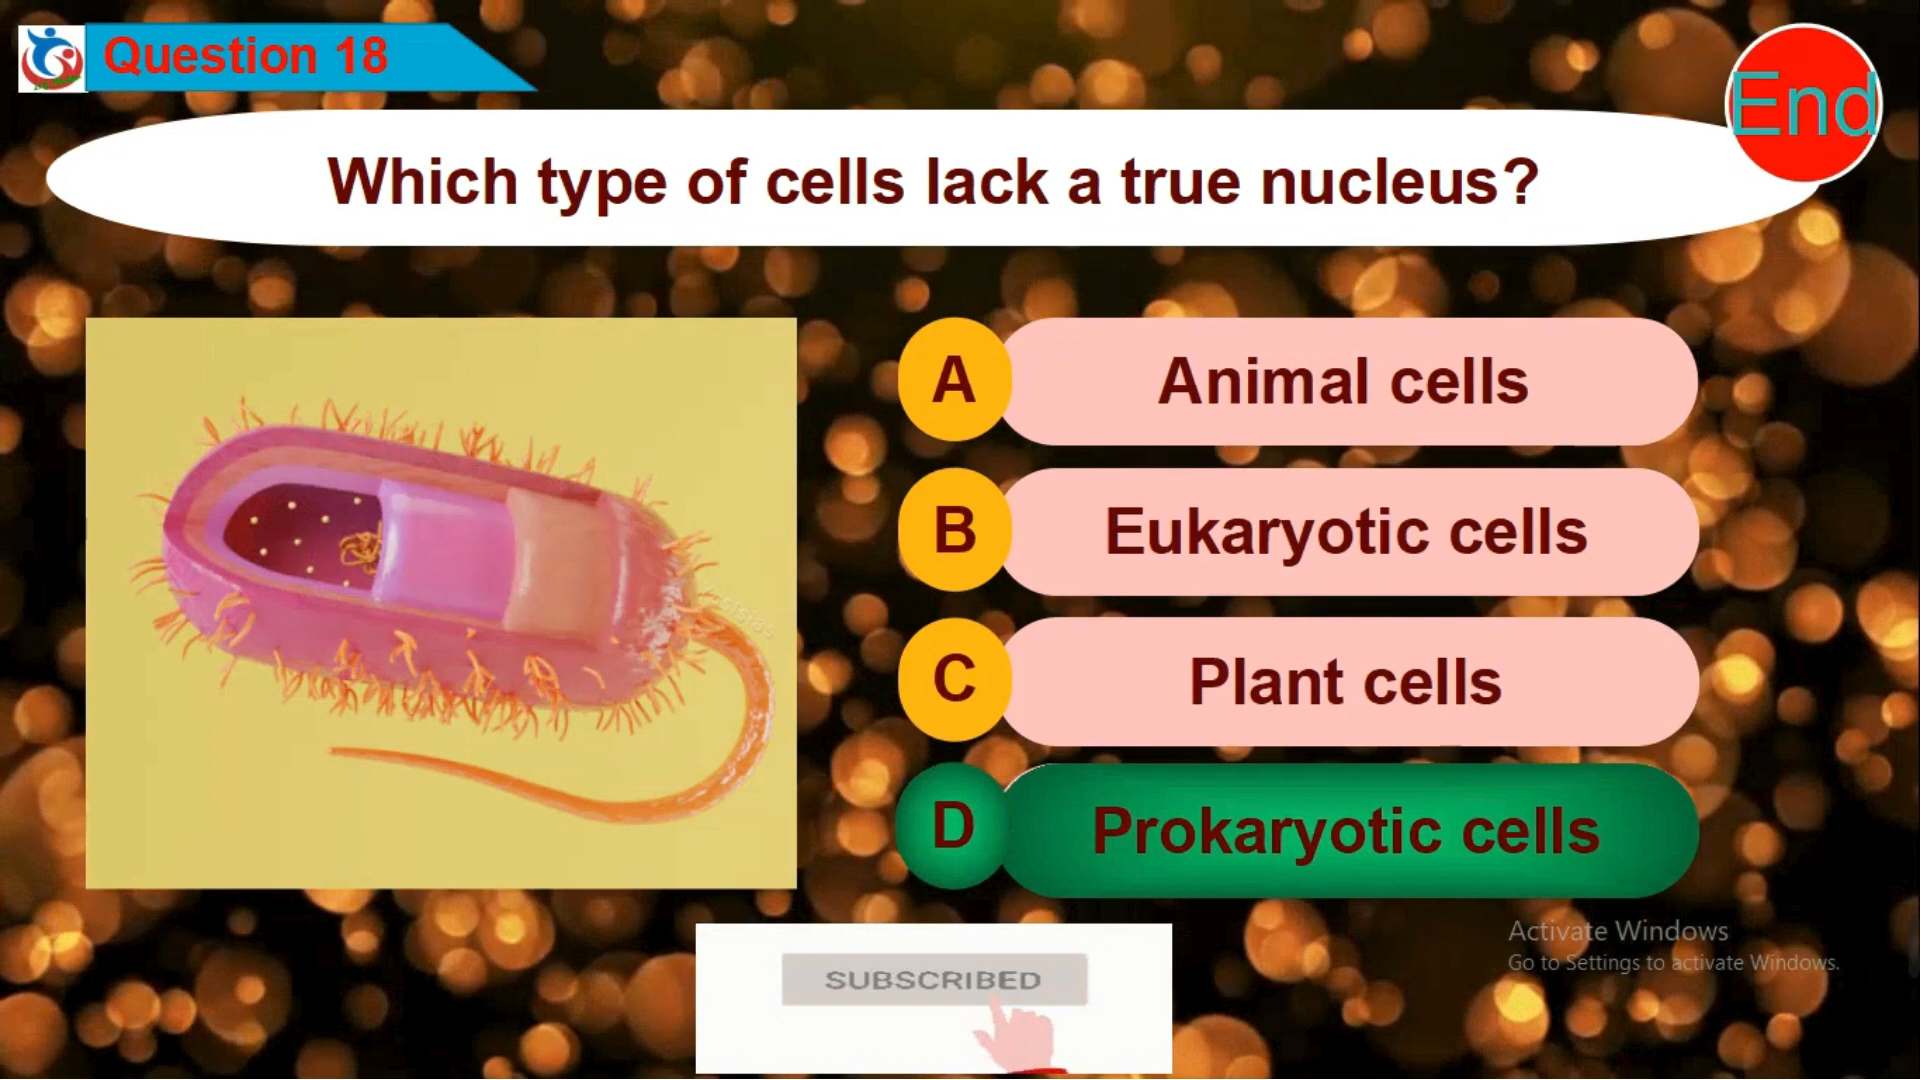 Question 18
End
Which type of cells lack a true nucleus?
A
Animal cells
B
Eukaryotic cells
C
Plant cells
D
Prokaryotic cells
SUBSCRIBED
Activate Windows
Go to Settings to activate Windows.